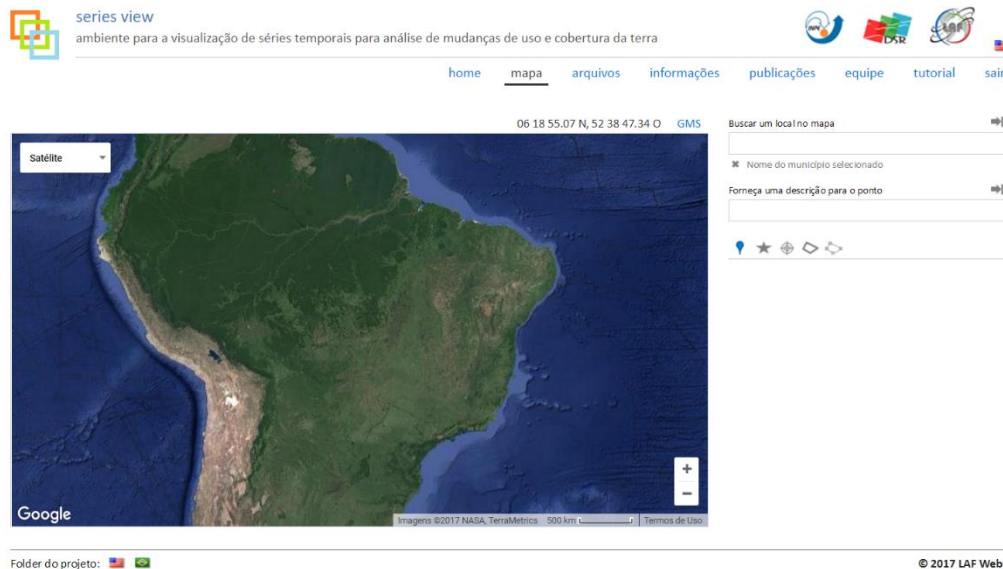 series view
ambiente para a visualização de séries temporais para análise de mudanças de uso e cobertura da terra
INPE DSR LAF
home mapa arquivos informações publicações equipe tutorial sair
06 18 55.07 N, 52 38 47.34 O GMS
Buscar um local no mapa
Satélite
✖ Nome do município selecionado
Forneça uma descrição para o ponto
+
−
Google
Imagens ©2017 NASA, TerraMetrics 500 km Termos de Uso
Folder do projeto:
© 2017 LAF Web